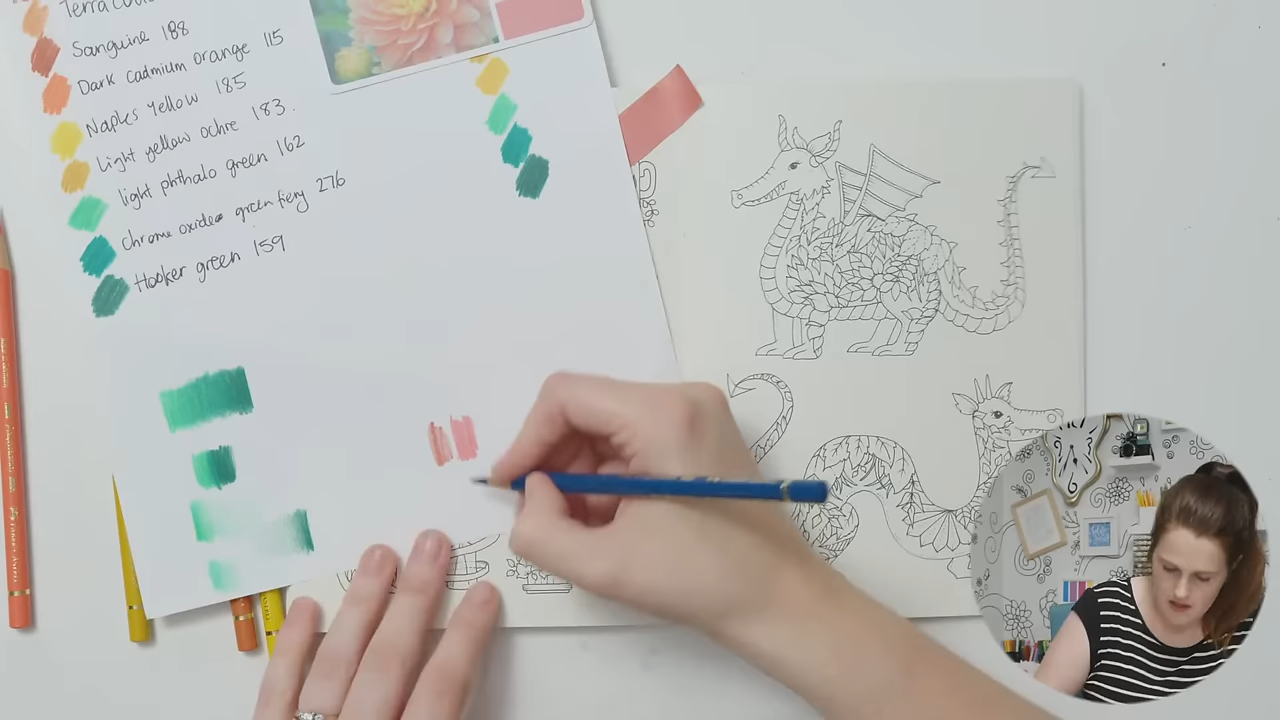 Sanguine 188
Dark cadmium orange 115
Naples Yellow 185
light yellow ochre 183.
light phthalo green 162
chrome oxide green fiery 276
Hooker green 159